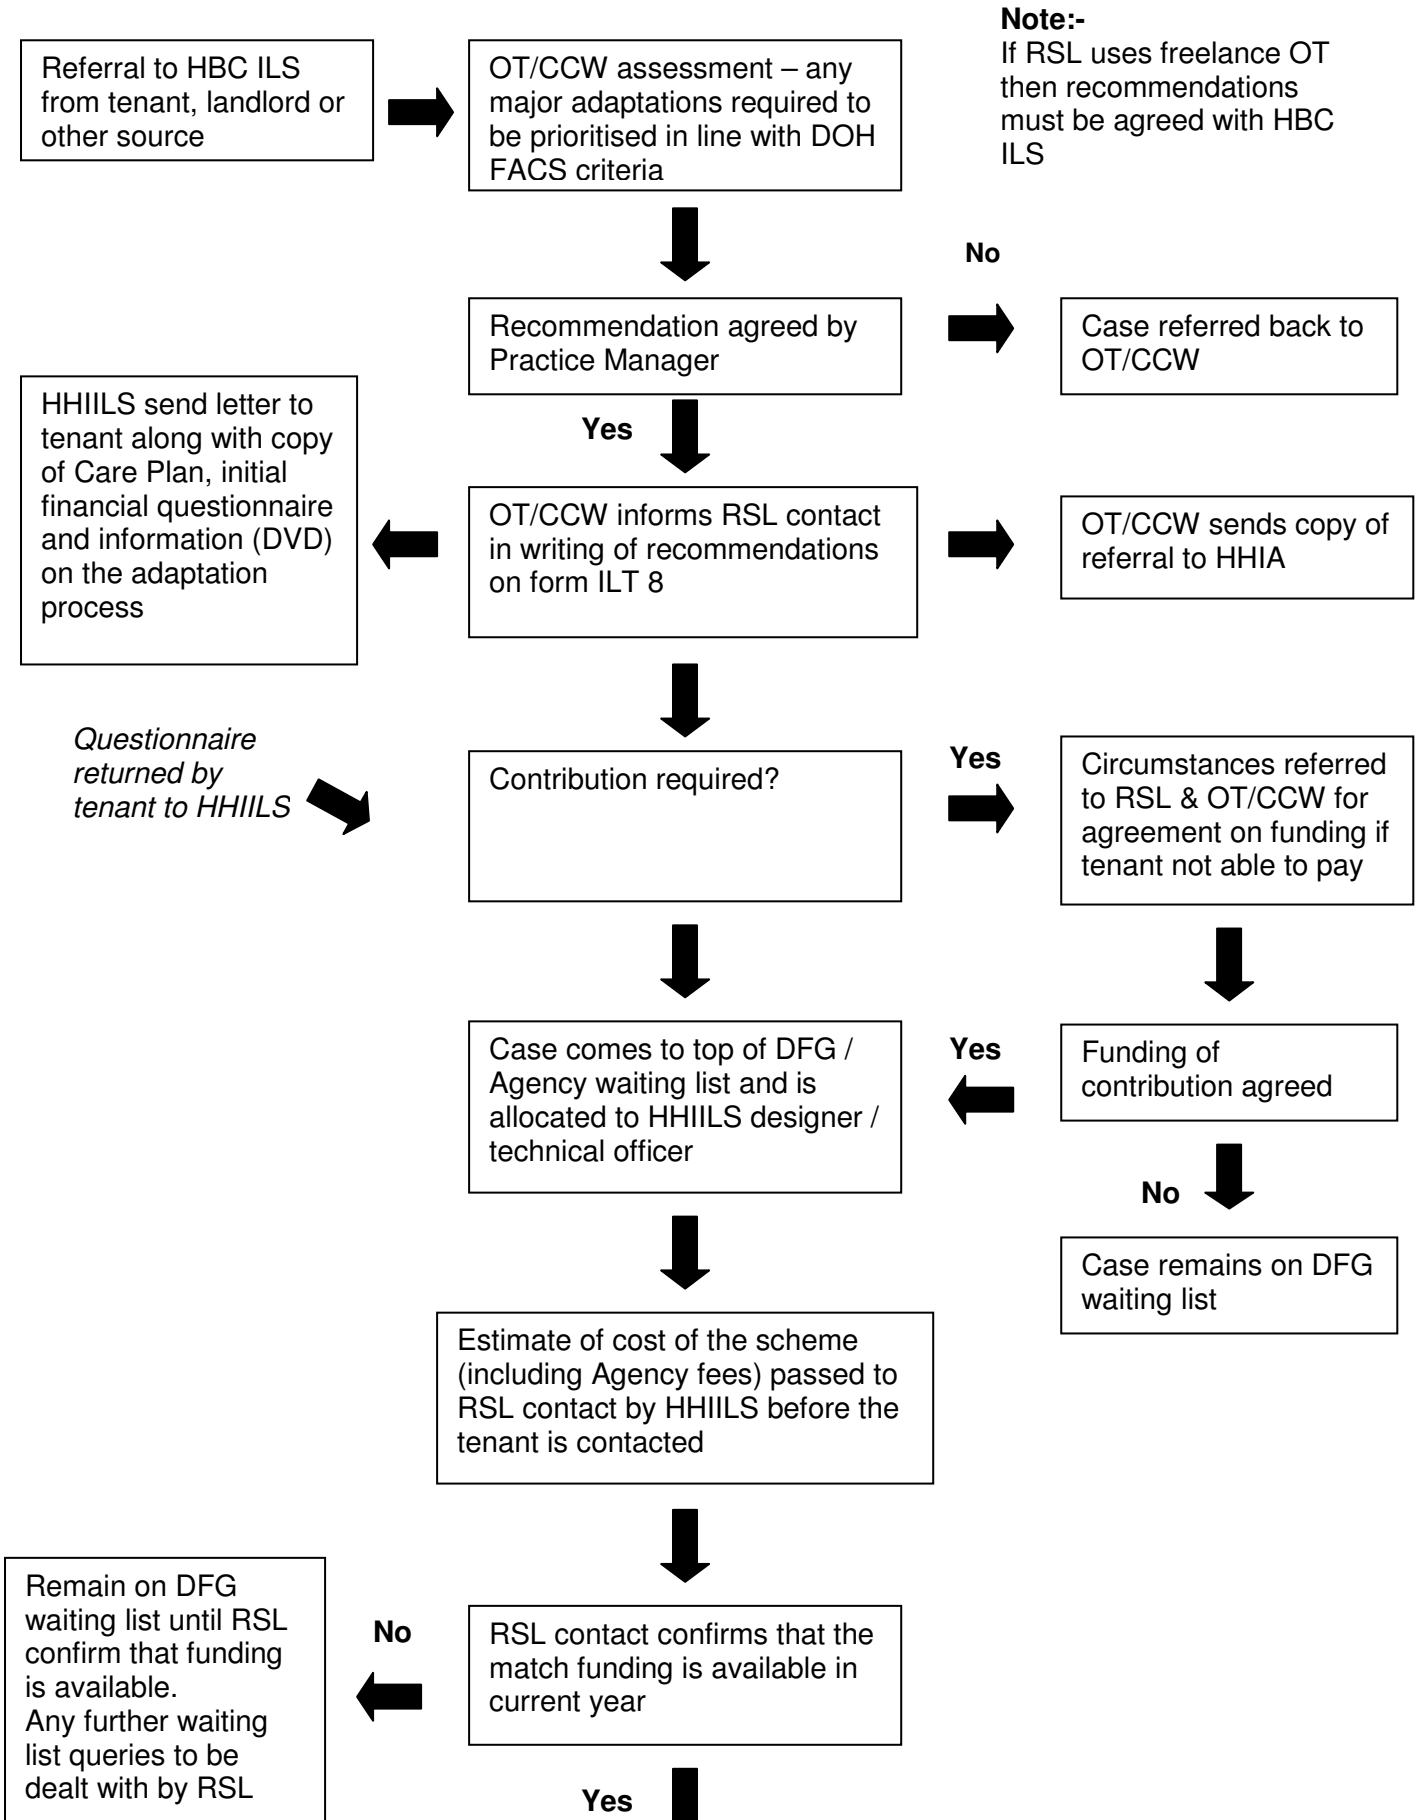 Note:-
If RSL uses freelance OT
then recommendations
must be agreed with HBC
ILS
Referral to HBC ILS
from tenant, landlord or
other source
OT/CCW assessment – any
major adaptations required to
be prioritised in line with DOH
FACS criteria
No
Recommendation agreed by
Practice Manager
Case referred back to
OT/CCW
Yes
HHIILS send letter to
tenant along with copy
of Care Plan, initial
financial questionnaire
and information (DVD)
on the adaptation
process
OT/CCW informs RSL contact
in writing of recommendations
on form ILT 8
OT/CCW sends copy of
referral to HHIA
Questionnaire
returned by
tenant to HHIILS
Contribution required?
Yes
Circumstances referred
to RSL & OT/CCW for
agreement on funding if
tenant not able to pay
Case comes to top of DFG /
Agency waiting list and is
allocated to HHIILS designer /
technical officer
Yes
Funding of
contribution agreed
No
Case remains on DFG
waiting list
Estimate of cost of the scheme
(including Agency fees) passed to
RSL contact by HHIILS before the
tenant is contacted
Remain on DFG
waiting list until RSL
confirm that funding
is available.
Any further waiting
list queries to be
dealt with by RSL
No
RSL contact confirms that the
match funding is available in
current year
Yes